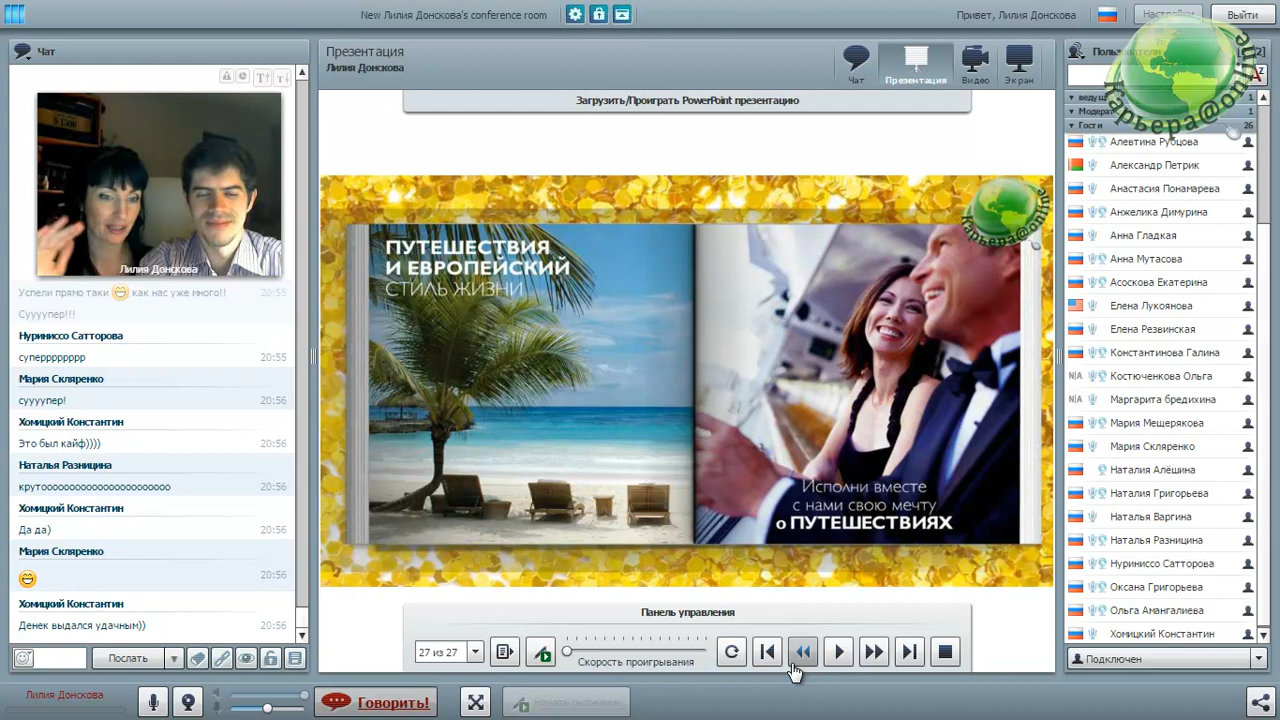 New Лилия Донскова's conference room
Привет, Лилия Донскова
Настройки
Выйти
Чат
Лилия Донскова
Успели прямо таки как нас уже много!! 20:55
Суууупер!!!
Нуриниссо Сатторова
суперррррррр 20:55
Мария Скляренко
суууупер! 20:56
Хомицкий Константин
Это был кайф)))) 20:56
Наталья Разницина
крутоооооооооооооооооооооо 20:56
Хомицкий Константин
Да да) 20:56
Мария Скляренко
20:56
Хомицкий Константин
Денек выдался удачным)) 20:56
Послать
Презентация
Лилия Донскова
Чат
Презентация
Видео
Экран
Загрузить/Проиграть PowerPoint презентацию
ПУТЕШЕСТВИЯ
И ЕВРОПЕЙСКИЙ
СТИЛЬ ЖИЗНИ
Исполни вместе
с нами свою мечту
о ПУТЕШЕСТВИЯХ
Карьера@online
Панель управления
27 из 27
Скорость проигрывания
Карьера@online
Гости 26
Алевтина Рубцова
Александр Петрик
Анастасия Понамарева
Анжелика Димурина
Анна Гладкая
Анна Мутасова
Асоскова Екатерина
Елена Лукоянова
Елена Резвинская
Константинова Галина
N/A Костюченкова Ольга
N/A Маргарита бредихина
Мария Мещерякова
Мария Скляренко
Наталия Алёшина
Наталия Григорьева
Наталья Варгина
Наталья Разницина
Нуриниссо Сатторова
Оксана Григорьева
Ольга Амангалиева
Хомицкий Константин
Подключен
Лилия Донскова
Говорить!